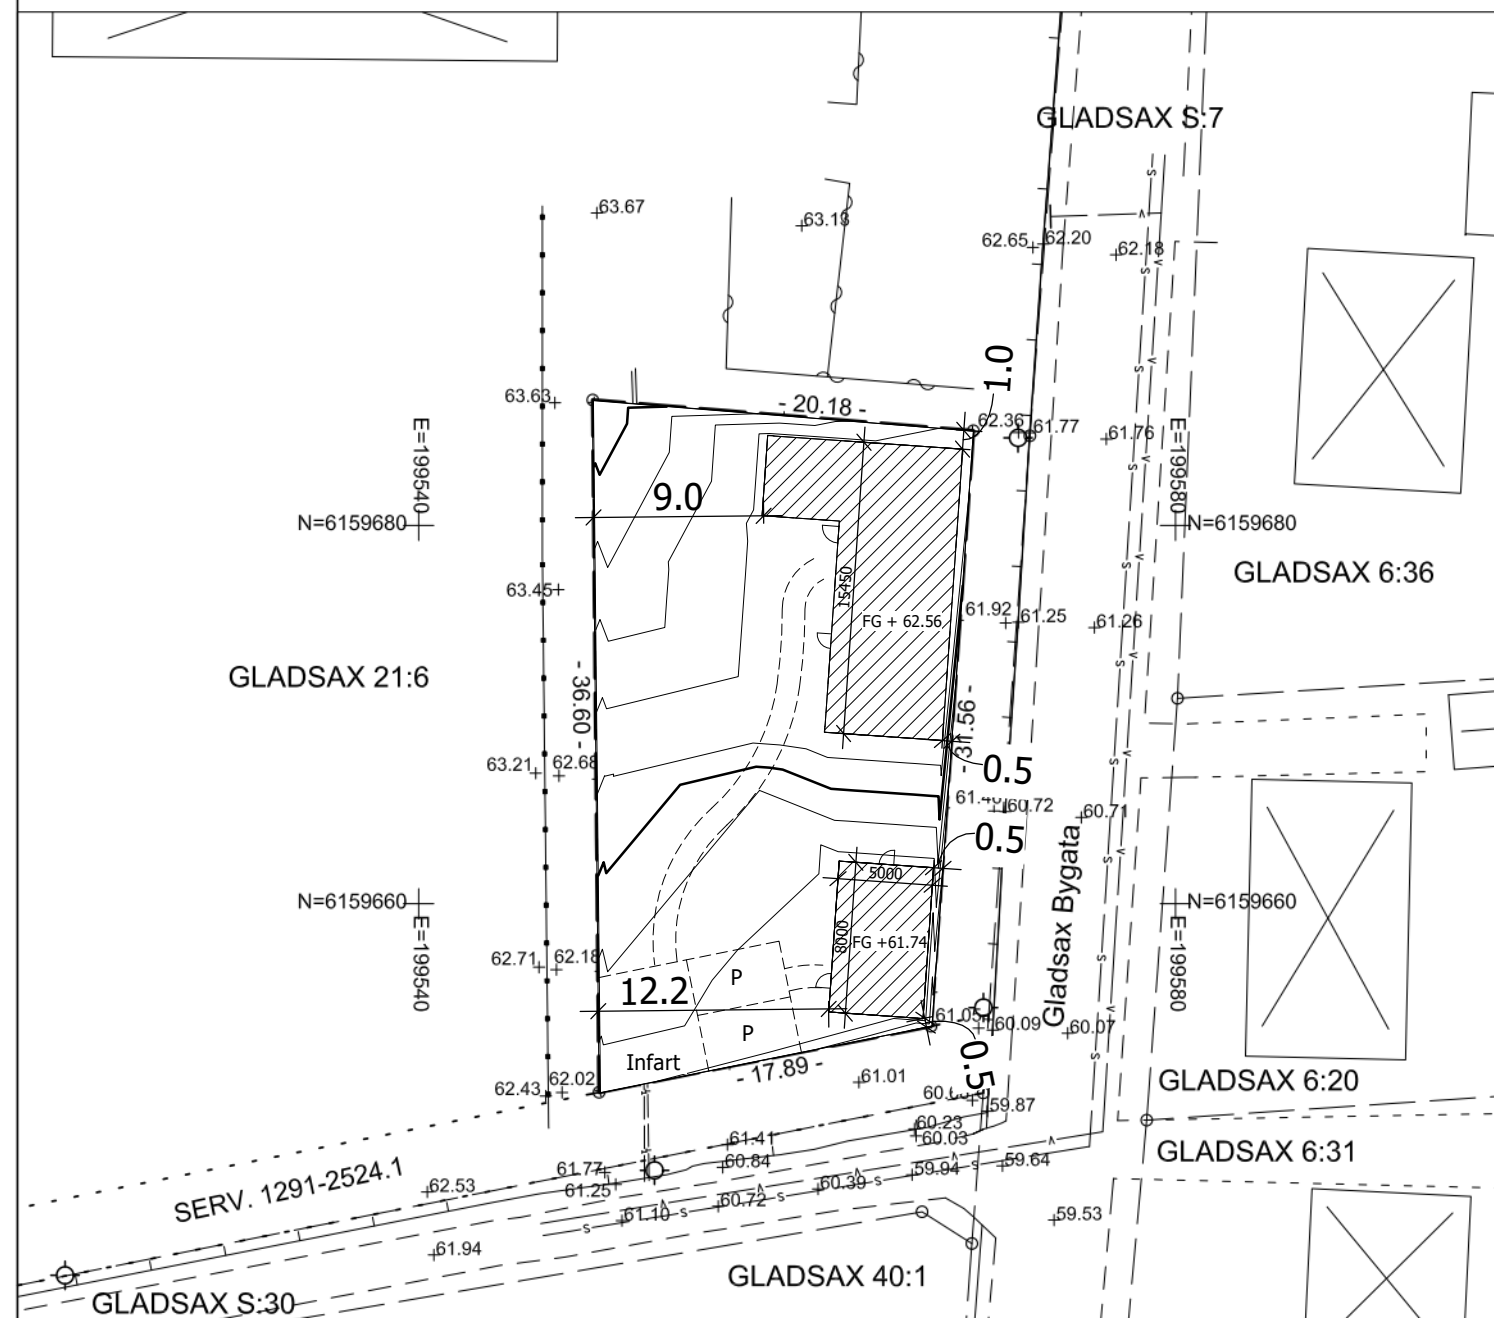 GLADSAX S:7
63.67
63.18
62.65
62.20
62.18
1.0
63.63
- 20.18 -
62.36
61.77
61.76
E=199540
E=199580
9.0
N=6159680
N=6159680
GLADSAX 6:36
63.45
15450
61.92
61.25
61.26
FG + 62.56
GLADSAX 21:6
- 36.60 -
- 31.56 -
63.21
62.68
0.5
60.72
60.71
0.5
5000
Gladsax Bygata
N=6159660
N=6159660
E=199540
E=199580
8000
FG +61.74
62.71
62.18
P
12.2
61.05
60.09
60.07
P
Infart
- 17.89 -
0.5
62.43
62.02
61.01
GLADSAX 6:20
59.87
60.23
60.03
61.41
GLADSAX 6:31
61.77
60.84
59.94
59.64
SERV. 1291-2524.1
62.53
61.25
60.39
60.72
61.10
59.53
61.94
GLADSAX 40:1
GLADSAX S:30